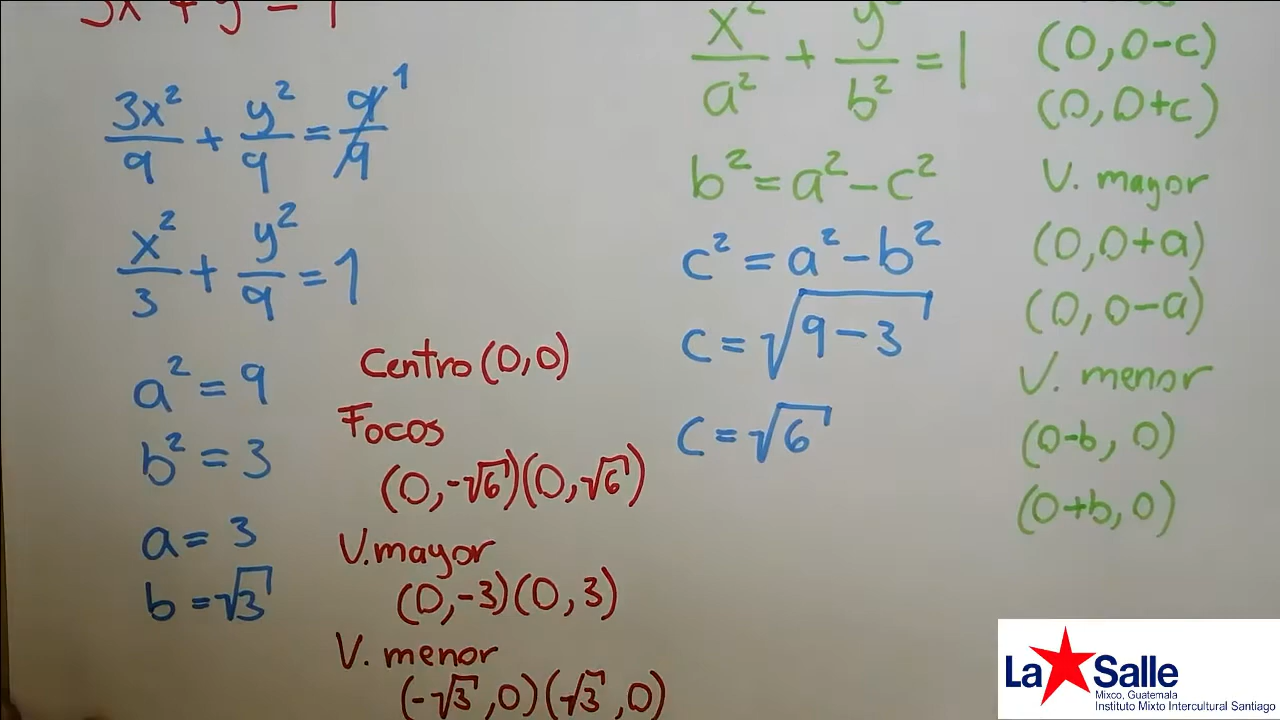 3x² + y² = 9
3x²/9 + y²/9 = 9/9 1
x²/3 + y²/9 = 1
a² = 9
b² = 3
a = 3
b = √3
Centro (0,0)
Focos
(0,-√6)(0,√6)
V. mayor
(0,-3)(0,3)
V. menor
(-√3,0)(√3,0)
x²/a² + y²/b² = 1
b² = a² - c²
c² = a² - b²
c = √9-3
c = √6
(0,0-c)
(0,0+c)
V. mayor
(0,0+a)
(0,0-a)
V. menor
(0-b,0)
(0+b,0)
La Salle
Mixco, Guatemala
Instituto Mixto Intercultural Santiago